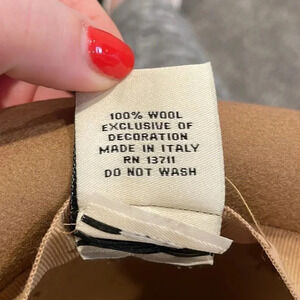 100% WOOL
EXCLUSIVE OF
DECORATION
MADE IN ITALY
RN 13711
DO NOT WASH